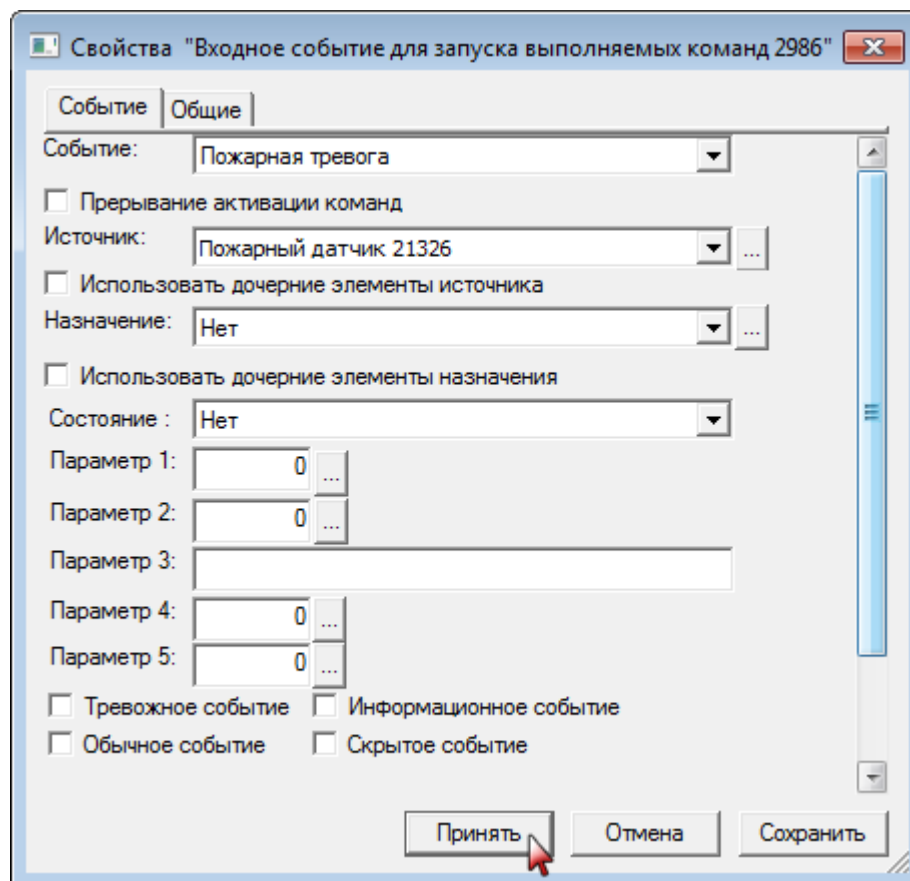 Свойства "Входное событие для запуска выполняемых команд 2986"
Событие Общие
Событие: Пожарная тревога
Прерывание активации команд
Источник: Пожарный датчик 21326 ...
Использовать дочерние элементы источника
Назначение: Нет ...
Использовать дочерние элементы назначения
Состояние : Нет
Параметр 1: 0 ...
Параметр 2: 0 ...
Параметр 3:
Параметр 4: 0 ...
Параметр 5: 0 ...
Тревожное событие Информационное событие
Обычное событие Скрытое событие
Принять Отмена Сохранить